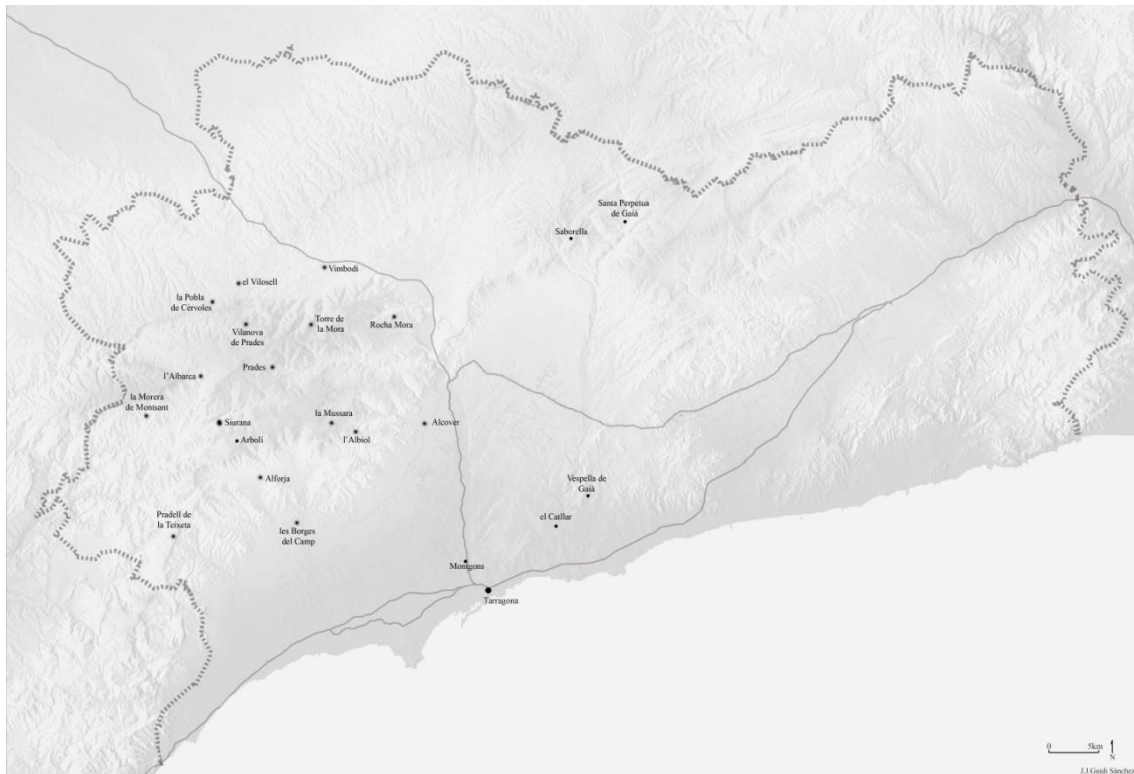 Santa Perpetua
de Gaià
Saborella
Vimbodí
el Vilosell
la Pobla
de Cérvoles
Vilanova
de Prades
Torre de
la Mora
Rocha Mora
Prades
l'Albarca
la Morera
de Montsant
Siurana
la Mussara
Alcover
l'Albiol
Arbolí
Alforja
Vespella de
Gaià
el Catllar
Pradell de
la Teixeta
les Borges
del Camp
Montgons
Tarragona
0 5km
N
J.J.Guidi Sánchez